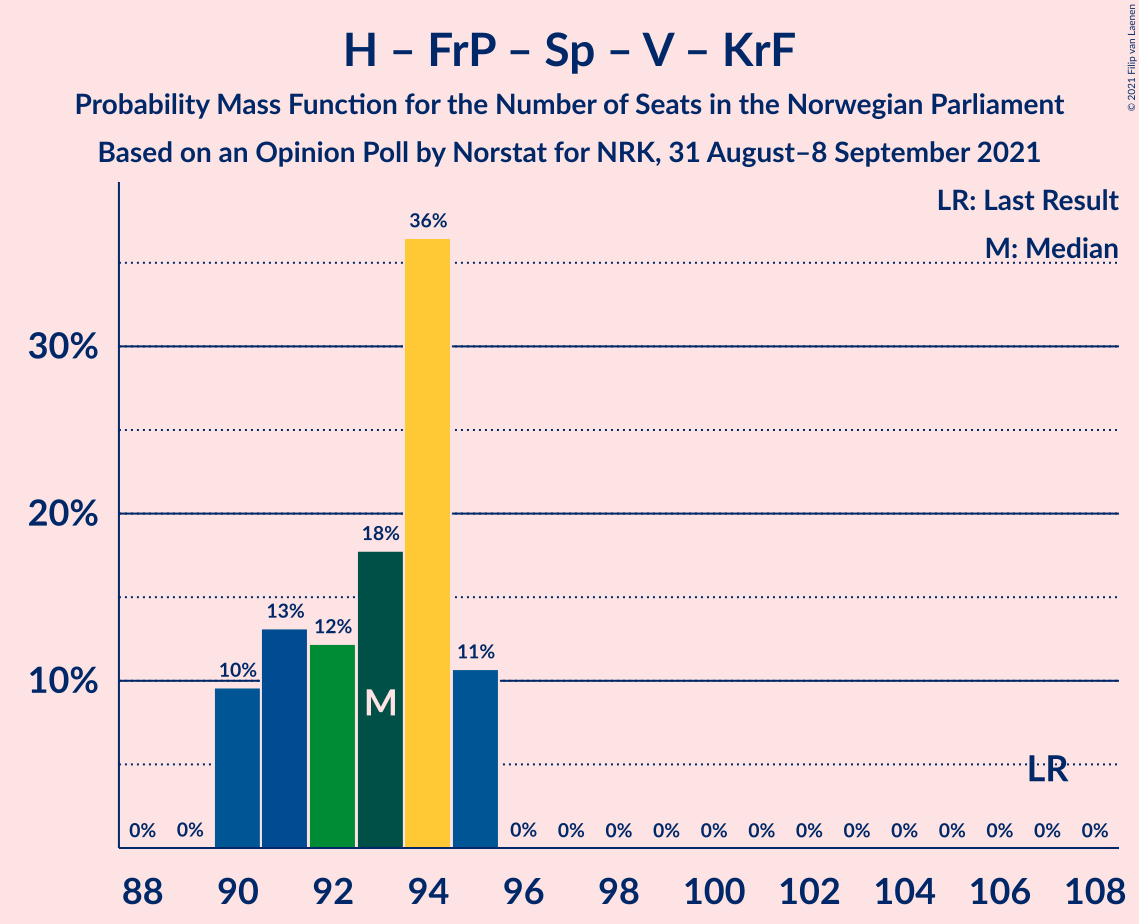 H – FrP – Sp – V – KrF
Probability Mass Function for the Number of Seats in the Norwegian Parliament
Based on an Opinion Poll by Norstat for NRK, 31 August–8 September 2021
© 2021 Filip van Laenen
LR: Last Result
M: Median
36%
30%
20%
18%
13%
12%
11%
10%
10%
M
LR
0% 0% 0% 0% 0% 0% 0% 0% 0% 0% 0% 0% 0% 0% 0%
88 90 92 94 96 98 100 102 104 106 108